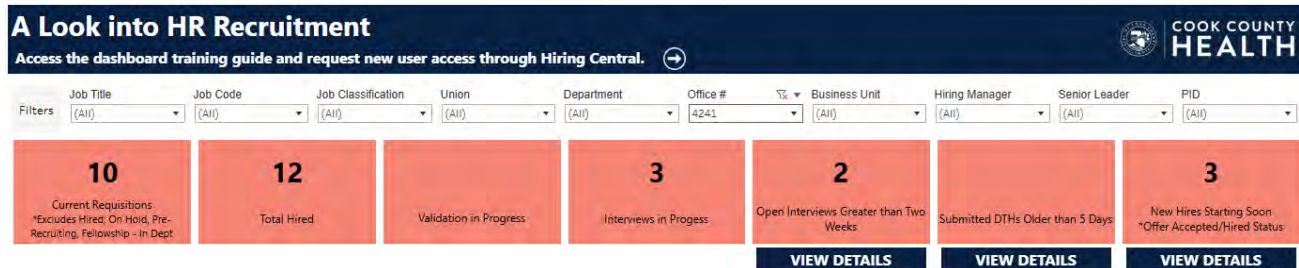 A Look into HR Recruitment
Access the dashboard training guide and request new user access through Hiring Central.
COOK COUNTY
HEALTH
Filters
Job Title
(All)
Job Code
(All)
Job Classification
(All)
Union
(All)
Department
(All)
Office #
4241
Business Unit
(All)
Hiring Manager
(All)
Senior Leader
(All)
PID
(All)
10
Current Requisitions
*Excludes Hired, On Hold, Pre-
Recruiting, Fellowship - In Dept
12
Total Hired
Validation in Progress
3
Interviews in Progess
2
Open Interviews Greater than Two
Weeks
Submitted DTHs Older than 5 Days
3
New Hires Starting Soon
*Offer Accepted/Hired Status
VIEW DETAILS
VIEW DETAILS
VIEW DETAILS